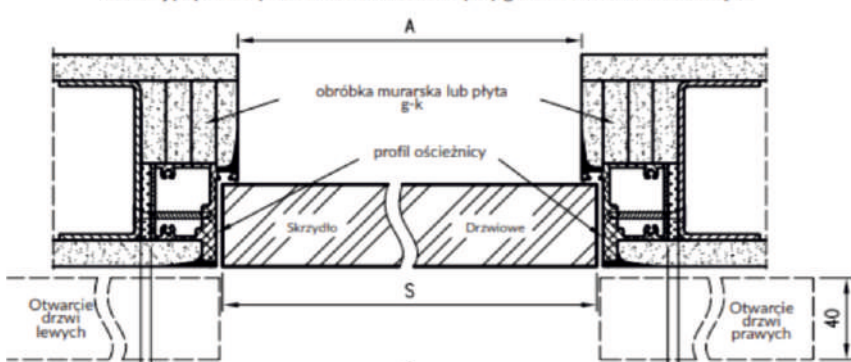 A
obróbka murarska lub płyta
g-k
profil ościeżnicy
Skrzydło
Drzwiowe
S
Otwarcie
drzwi
lewych
Otwarcie
drzwi
prawych
40